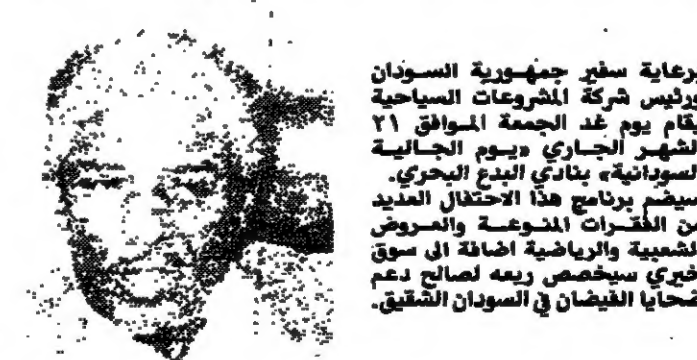 برعاية سفير جمهورية السودان
ورئيس شركة المشروعات السياحية
يقام يوم غد الجمعة الموافق ٢١
الشهر الجاري «يوم الجالية
السودانية» بنادي البدع البحري.
سيضم برنامج هذا الاحتفال العديد
من الفقرات المنوعة والعروض
الشعبية والرياضية اضافة الى سوق
خيري سيخصص ريعه لصالح دعم
ضحايا الفيضان في السودان الشقيق.